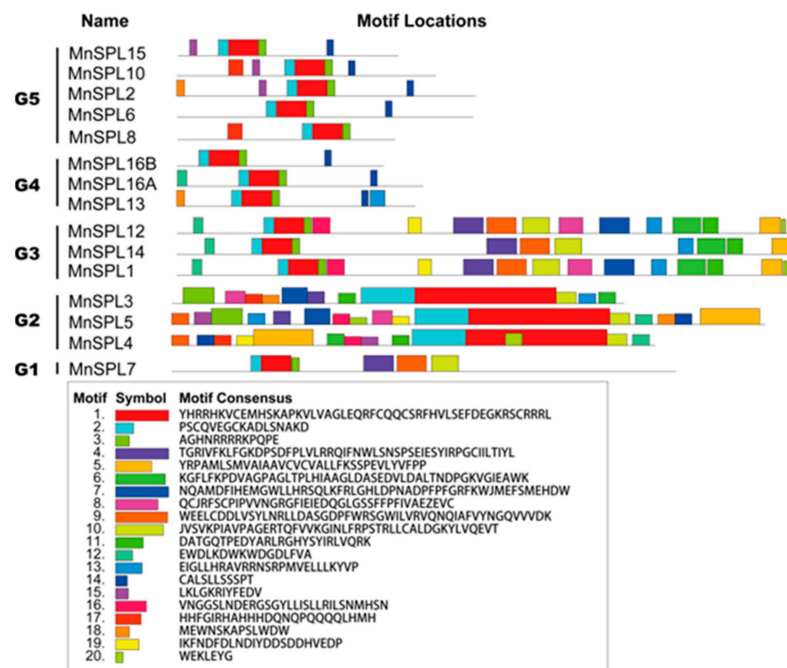 Name Motif Locations
MnSPL15
MnSPL10
G5 MnSPL2
MnSPL6
MnSPL8
MnSPL16B
G4 MnSPL16A
MnSPL13
MnSPL12
G3 MnSPL14
MnSPL1
MnSPL3
G2 MnSPL5
MnSPL4
G1 MnSPL7
Motif Symbol Motif Consensus
1. YHRRHKVCEMHSKAPKVLVAGLEQRFCQQCSRFHVLSEFDEGKRSCRRRL
2. PSCQVEGCKADLSNAKD
3. AGHNRRRRKPQPE
4. TGRIVFKLFGKDPSDFPLVLRRQIFNWLSNSPSEIESYIRPGCIILTIYL
5. YRPAMLSMVAIAAVCVCVALLFKSSPEVLYVFPP
6. KGFLFKPDVAGPAGLTPLHIAAGLDASEDVLDALTNDPGKVGIEAWK
7. NQAMDFIHEMGWLLHRSQLKFRLGHLDPNADPFPFGRFKWJMEFSMEHDW
8. QCJRFSCPIPVVNGRGFIEIEDQGLGSSFFPFIVAEZEVC
9. WEELCDDLVSYLNRLLDASGDPFWRSGWILVRVQNQIAFVYNGQVVVDK
10. JVSVKPIAVPAGERTQFVVKGINLFRPSTRLLCALDGKYLVQEVT
11. DATGQTPEDYARLRGHYSYIRLVQRK
12. EWDLKDWKWDGDLFVA
13. EIGLLHRAVRRNSRPMVELLLKYVP
14. CALSLLSSSPT
15. LKLGKRIYFEDV
16. VNGGSLNDERGSGYLLISLLRILSNMHSN
17. HHFGIRHAHHHDQNQPQQQQLHMH
18. MEWNSKAPSLWDW
19. IKFNDFDLNDIYDDSDDHVEDP
20. WEKLEYG